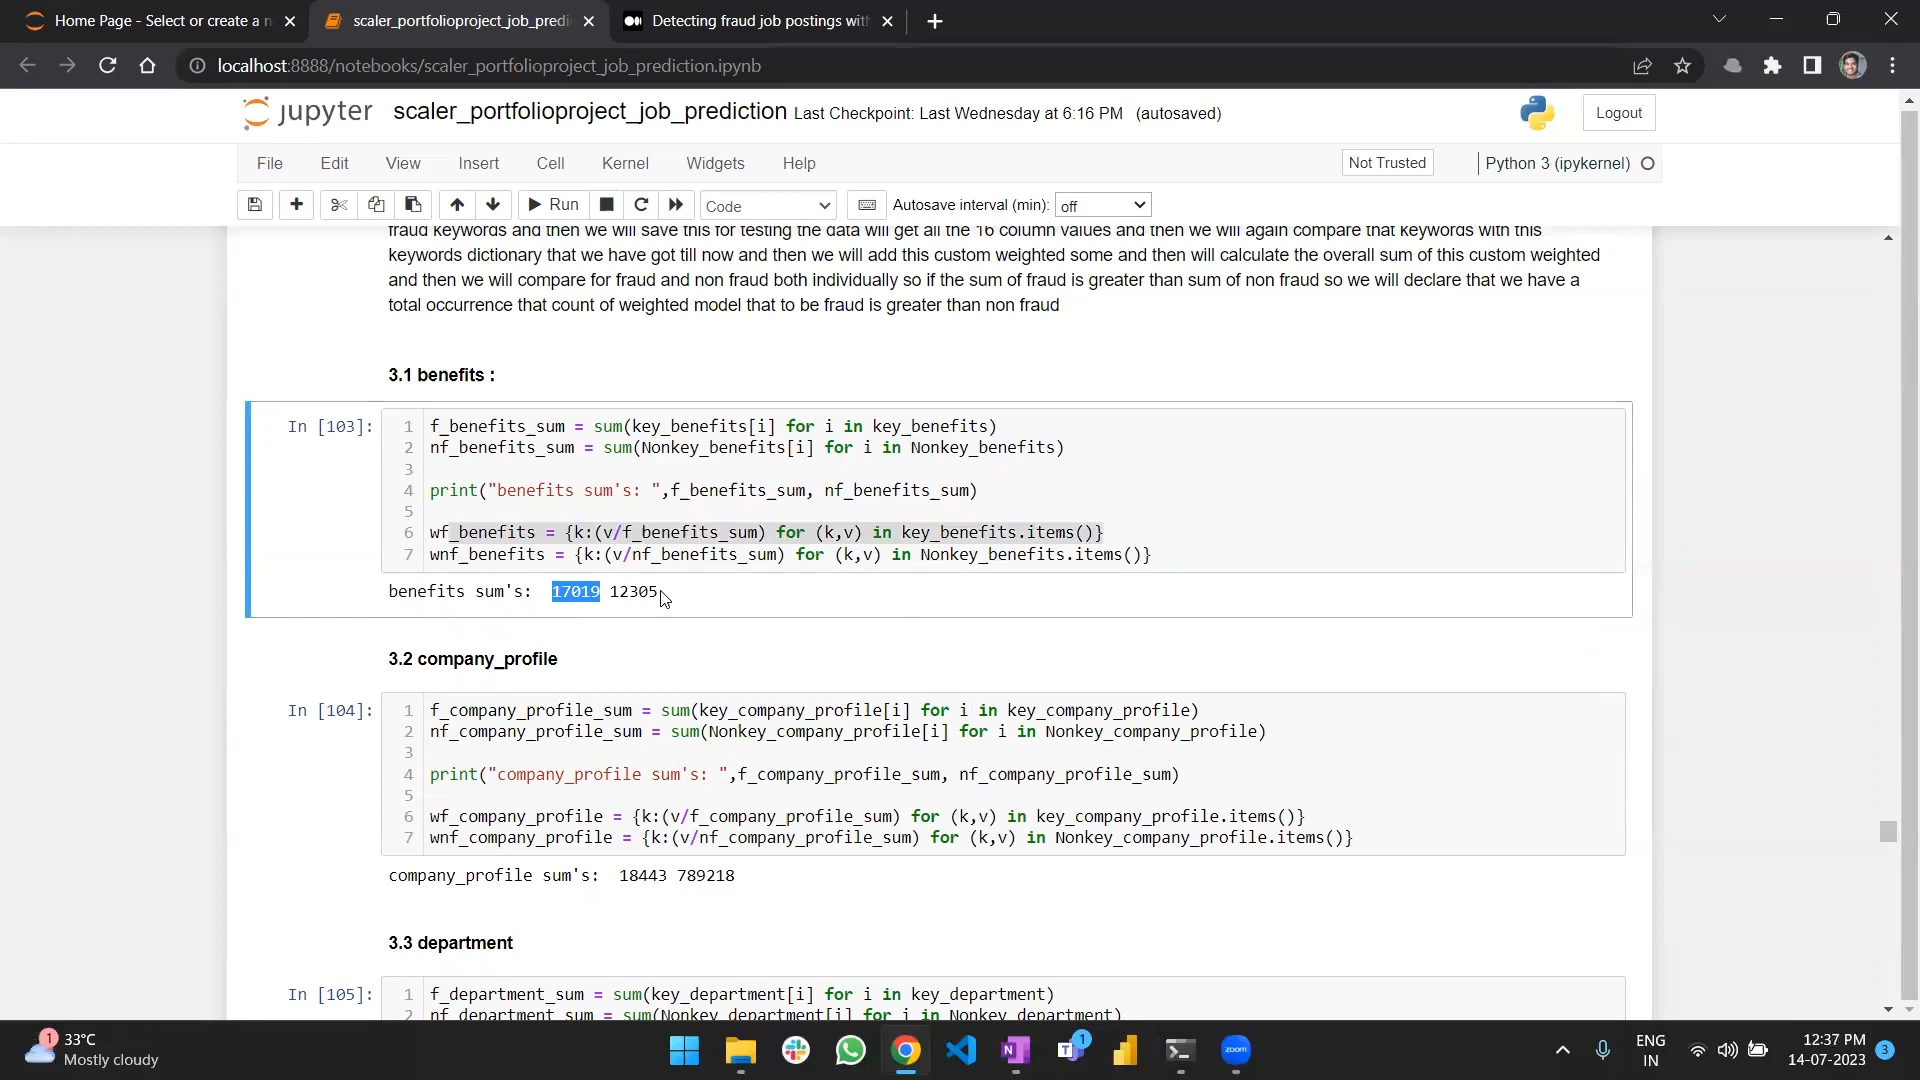 Home Page - Select or create a n
scaler_portfolioproject_job_predi
Detecting fraud job postings with
localhost:8888/notebooks/scaler_portfolioproject_job_prediction.ipynb
jupyter scaler_portfolioproject_job_prediction Last Checkpoint: Last Wednesday at 6:16 PM (autosaved)
Logout
File Edit View Insert Cell Kernel Widgets Help
Not Trusted
Python 3 (ipykernel)
Run
Code
Autosave interval (min): off
fraud keywords and then we will save this for testing the data will get all the 16 column values and then we will again compare that keywords with this
keywords dictionary that we have got till now and then we will add this custom weighted some and then will calculate the overall sum of this custom weighted
and then we will compare for fraud and non fraud both individually so if the sum of fraud is greater than sum of non fraud so we will declare that we have a
total occurrence that count of weighted model that to be fraud is greater than non fraud
3.1 benefits :
In [103]:
1 f_benefits_sum = sum(key_benefits[i] for i in key_benefits)
2 nf_benefits_sum = sum(Nonkey_benefits[i] for i in Nonkey_benefits)
3
4 print("benefits sum's: ",f_benefits_sum, nf_benefits_sum)
5
6 wf_benefits = {k:(v/f_benefits_sum) for (k,v) in key_benefits.items()}
7 wnf_benefits = {k:(v/nf_benefits_sum) for (k,v) in Nonkey_benefits.items()}
benefits sum's: 17019 12305
3.2 company_profile
In [104]:
1 f_company_profile_sum = sum(key_company_profile[i] for i in key_company_profile)
2 nf_company_profile_sum = sum(Nonkey_company_profile[i] for i in Nonkey_company_profile)
3
4 print("company_profile sum's: ",f_company_profile_sum, nf_company_profile_sum)
5
6 wf_company_profile = {k:(v/f_company_profile_sum) for (k,v) in key_company_profile.items()}
7 wnf_company_profile = {k:(v/nf_company_profile_sum) for (k,v) in Nonkey_company_profile.items()}
company_profile sum's: 18443 789218
3.3 department
In [105]:
1 f_department_sum = sum(key_department[i] for i in key_department)
2 nf_department_sum = sum(Nonkey_department[i] for i in Nonkey_department)
1
33°C
Mostly cloudy
N
T
1
zoom
ENG
IN
12:37 PM
14-07-2023
3